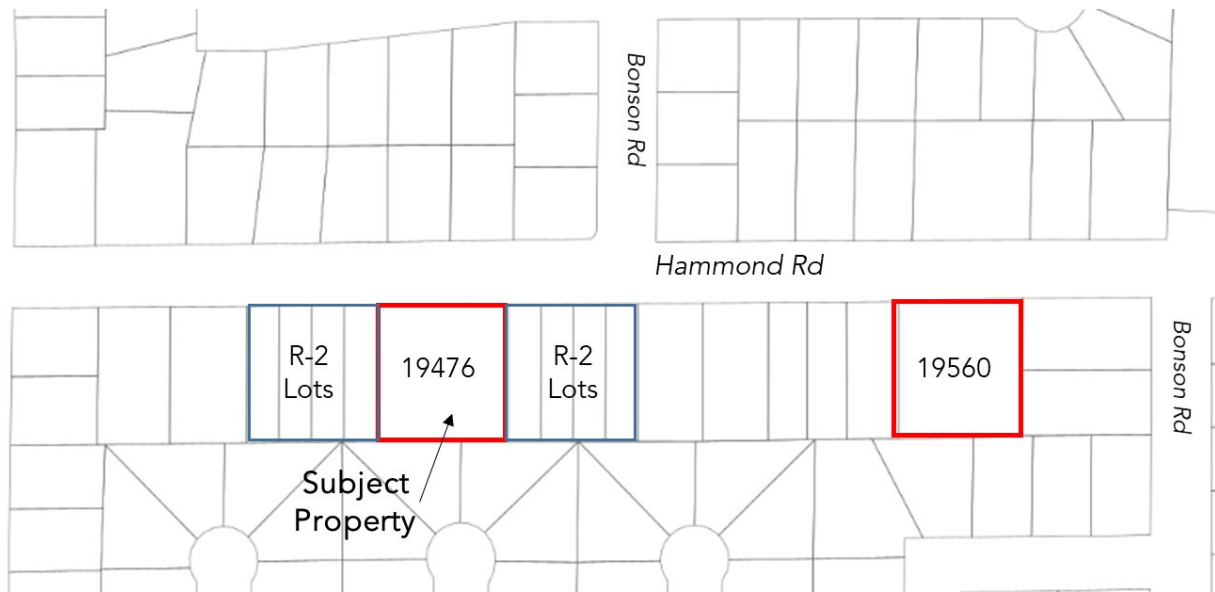 Bonson Rd
Hammond Rd
R-2
Lots
19476
R-2
Lots
19560
Bonson Rd
Subject
Property